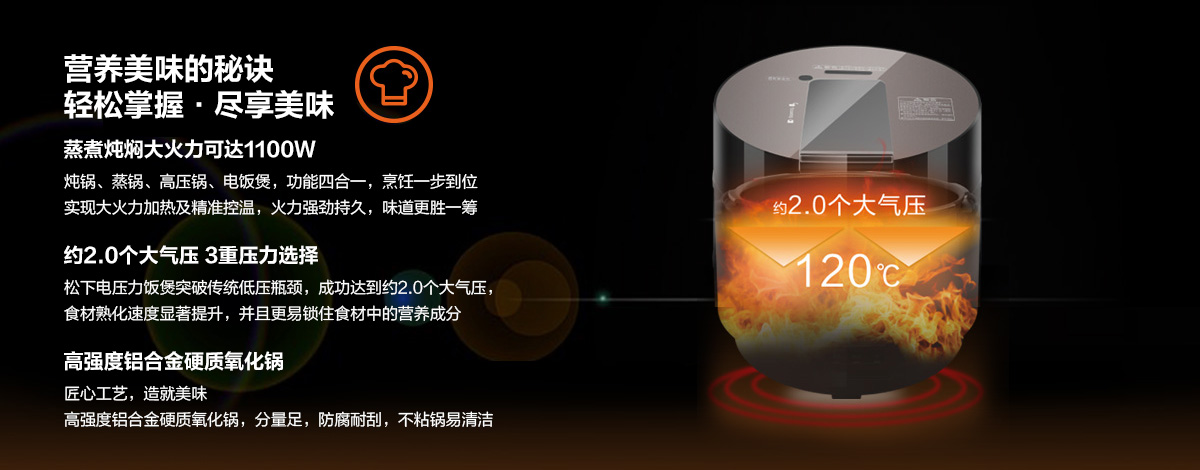 营养美味的秘诀
轻松掌握·尽享美味
蒸煮炖焖大火力可达1100W
炖锅、蒸锅、高压锅、电饭煲，功能四合一，烹饪一步到位
实现大火力加热及精准控温，火力强劲持久，味道更胜一筹
约2.0个大气压 3重压力选择
松下电压力饭煲突破传统低压瓶颈，成功达到约2.0个大气压，
食材熟化速度显著提升，并且更易锁住食材中的营养成分
高强度铝合金硬质氧化锅
匠心工艺，造就美味
高强度铝合金硬质氧化锅，分量足，防腐耐刮，不粘锅易清洁
约2.0个大气压
120℃